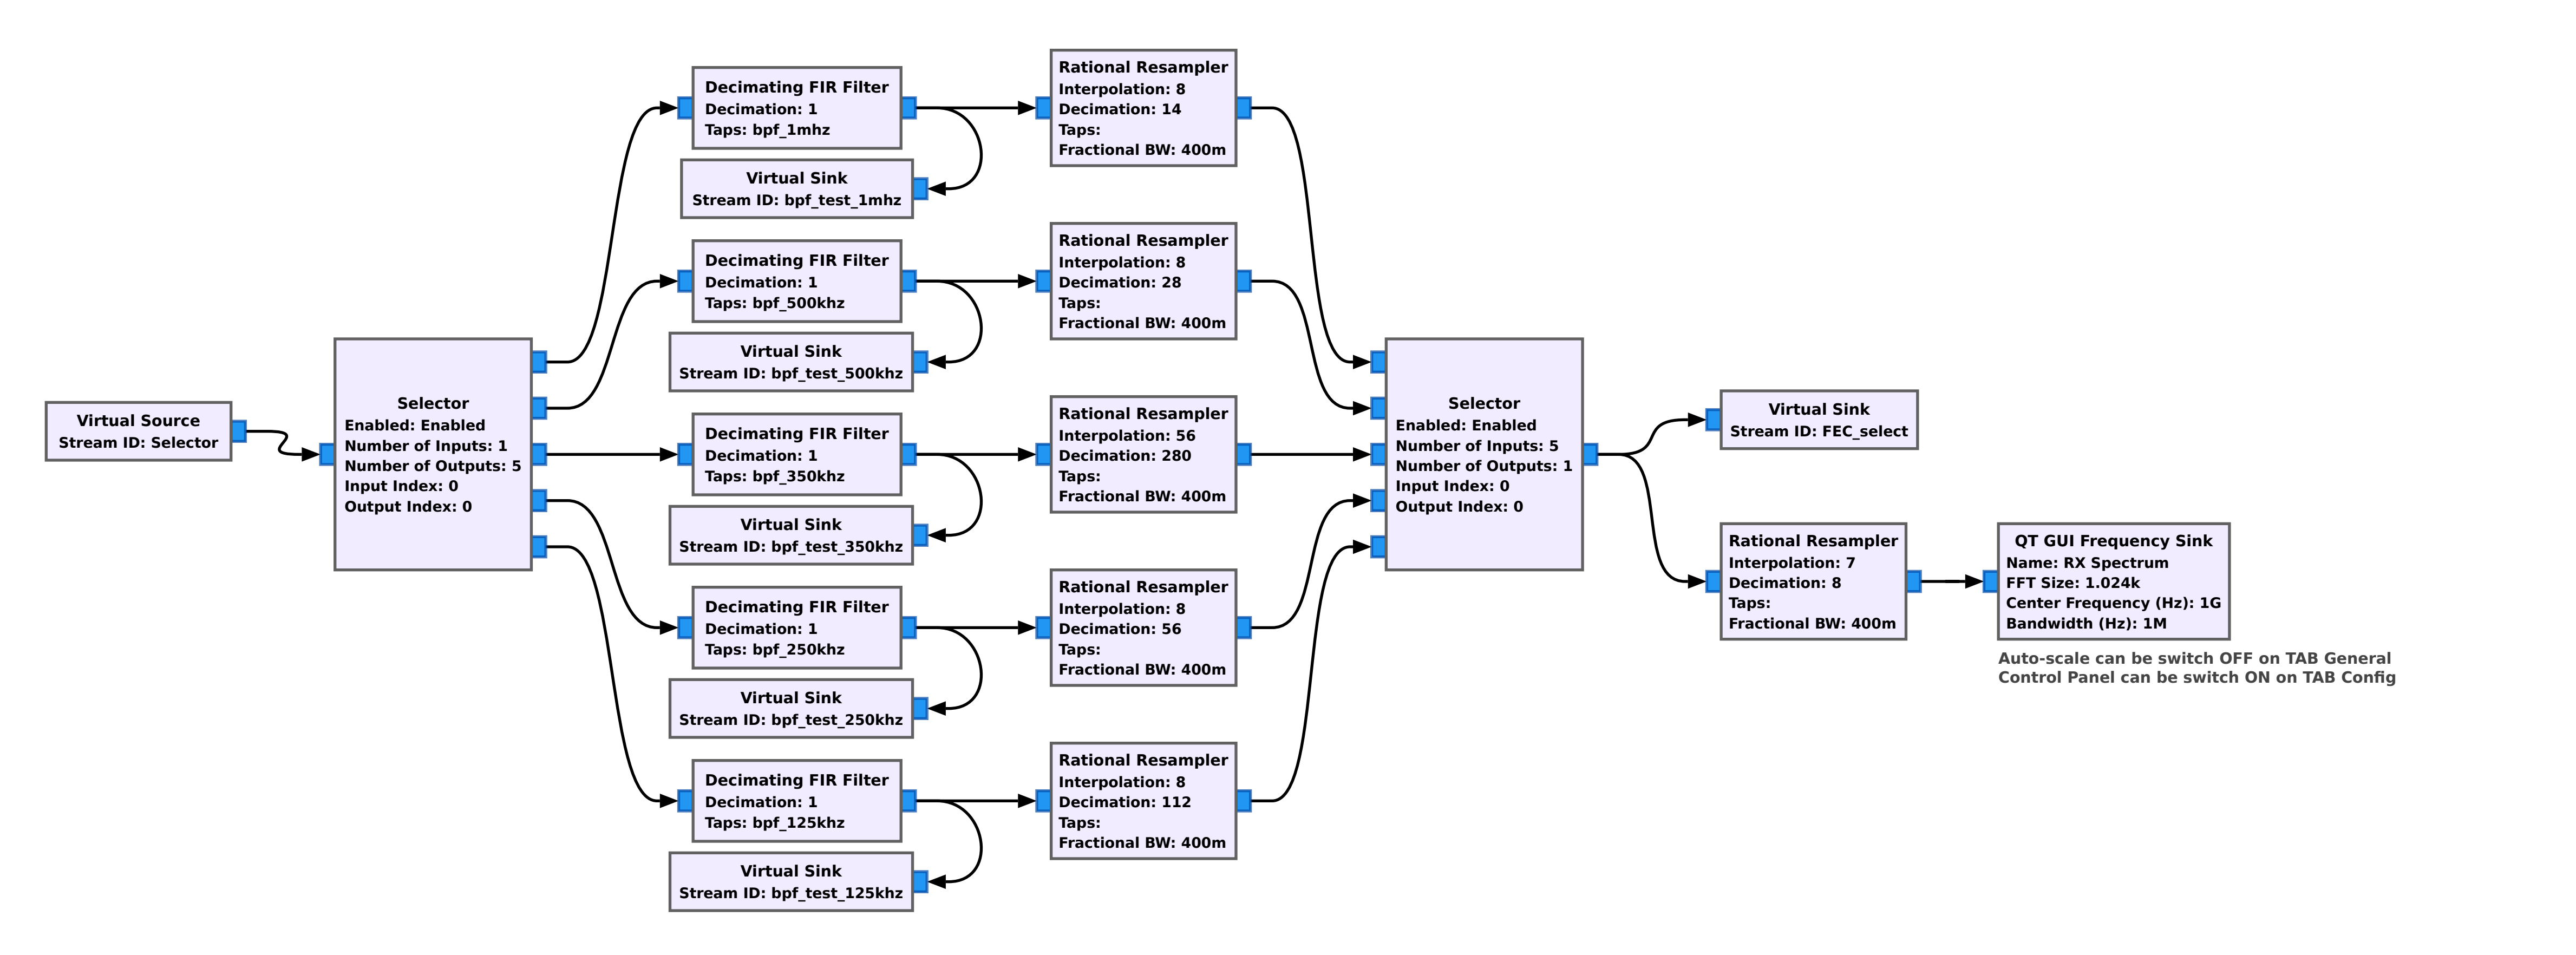 Virtual Source
Stream ID: Selector
Selector
Enabled: Enabled
Number of Inputs: 1
Number of Outputs: 5
Input Index: 0
Output Index: 0
Decimating FIR Filter
Decimation: 1
Taps: bpf_1mhz
Virtual Sink
Stream ID: bpf_test_1mhz
Rational Resampler
Interpolation: 8
Decimation: 14
Taps:
Fractional BW: 400m
Decimating FIR Filter
Decimation: 1
Taps: bpf_500khz
Virtual Sink
Stream ID: bpf_test_500khz
Rational Resampler
Interpolation: 8
Decimation: 28
Taps:
Fractional BW: 400m
Decimating FIR Filter
Decimation: 1
Taps: bpf_350khz
Virtual Sink
Stream ID: bpf_test_350khz
Rational Resampler
Interpolation: 56
Decimation: 280
Taps:
Fractional BW: 400m
Decimating FIR Filter
Decimation: 1
Taps: bpf_250khz
Virtual Sink
Stream ID: bpf_test_250khz
Rational Resampler
Interpolation: 8
Decimation: 56
Taps:
Fractional BW: 400m
Decimating FIR Filter
Decimation: 1
Taps: bpf_125khz
Virtual Sink
Stream ID: bpf_test_125khz
Rational Resampler
Interpolation: 8
Decimation: 112
Taps:
Fractional BW: 400m
Selector
Enabled: Enabled
Number of Inputs: 5
Number of Outputs: 1
Input Index: 0
Output Index: 0
Virtual Sink
Stream ID: FEC_select
Rational Resampler
Interpolation: 7
Decimation: 8
Taps:
Fractional BW: 400m
QT GUI Frequency Sink
Name: RX Spectrum
FFT Size: 1.024k
Center Frequency (Hz): 1G
Bandwidth (Hz): 1M
Auto-scale can be switch OFF on TAB General
Control Panel can be switch ON on TAB Config